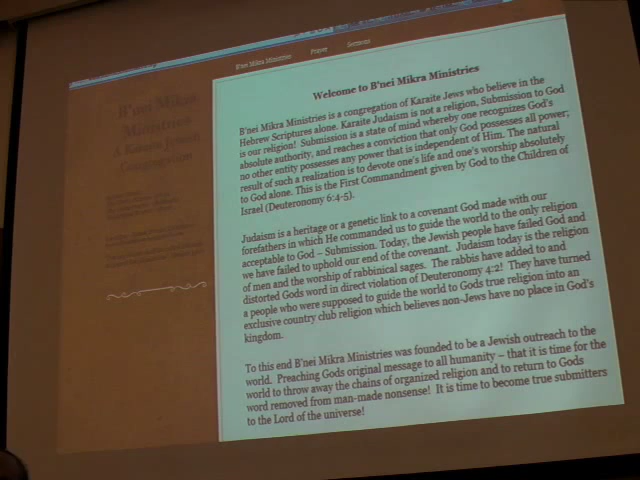 B'nei Mikra Ministries Prayer Sermons
B'nei Mikra
Ministries
A Karaite Jewish
Congregation
Welcome to B'nei Mikra Ministries
B'nei Mikra Ministries is a congregation of Karaite Jews who believe in the
Hebrew Scriptures alone. Karaite Judaism is not a religion, Submission to God
is our religion! Submission is a state of mind whereby one recognizes God's
absolute authority, and reaches a conviction that only God possesses all power;
no other entity possesses any power that is independent of Him. The natural
result of such a realization is to devote one's life and one's worship absolutely
to God alone. This is the First Commandment given by God to the Children of
Israel (Deuteronomy 6:4-5).
Judaism is a heritage or a genetic link to a covenant God made with our
forefathers in which He commanded us to guide the world to the only religion
acceptable to God – Submission. Today, the Jewish people have failed God and
we have failed to uphold our end of the covenant. Judaism today is the religion
of men and the worship of rabbinical sages. The rabbis have added to and
distorted Gods word in direct violation of Deuteronomy 4:2! They have turned
a people who were supposed to guide the world to Gods true religion into an
exclusive country club religion which believes non-Jews have no place in God's
kingdom.
To this end B'nei Mikra Ministries was founded to be a Jewish outreach to the
world. Preaching Gods original message to all humanity – that it is time for the
world to throw away the chains of organized religion and to return to Gods
word removed from man-made nonsense! It is time to become true submitters
to the Lord of the universe!